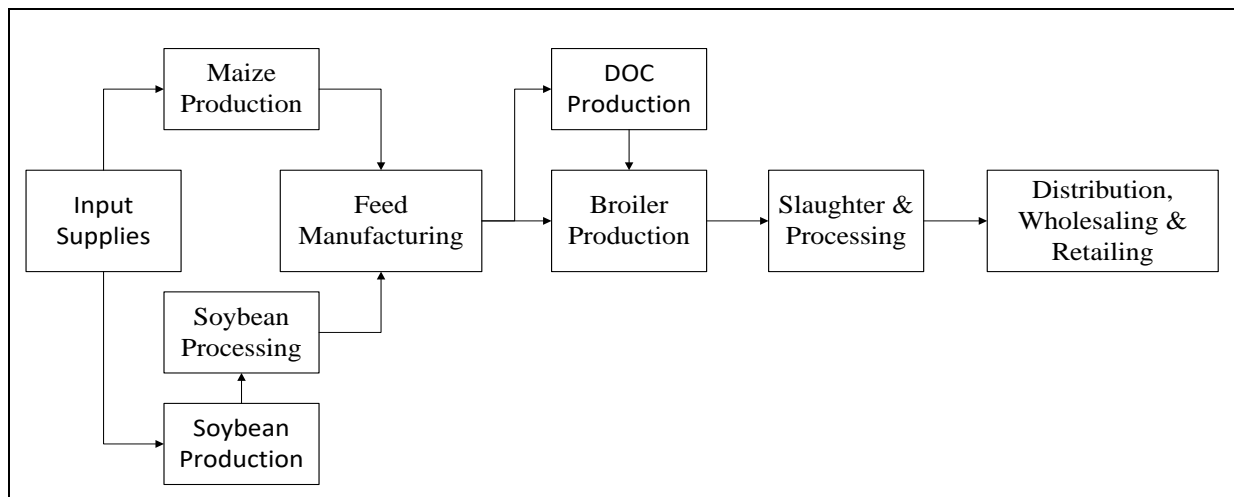 Maize
Production
DOC
Production
Input
Supplies
Feed
Manufacturing
Broiler
Production
Slaughter &
Processing
Distribution,
Wholesaling &
Retailing
Soybean
Processing
Soybean
Production